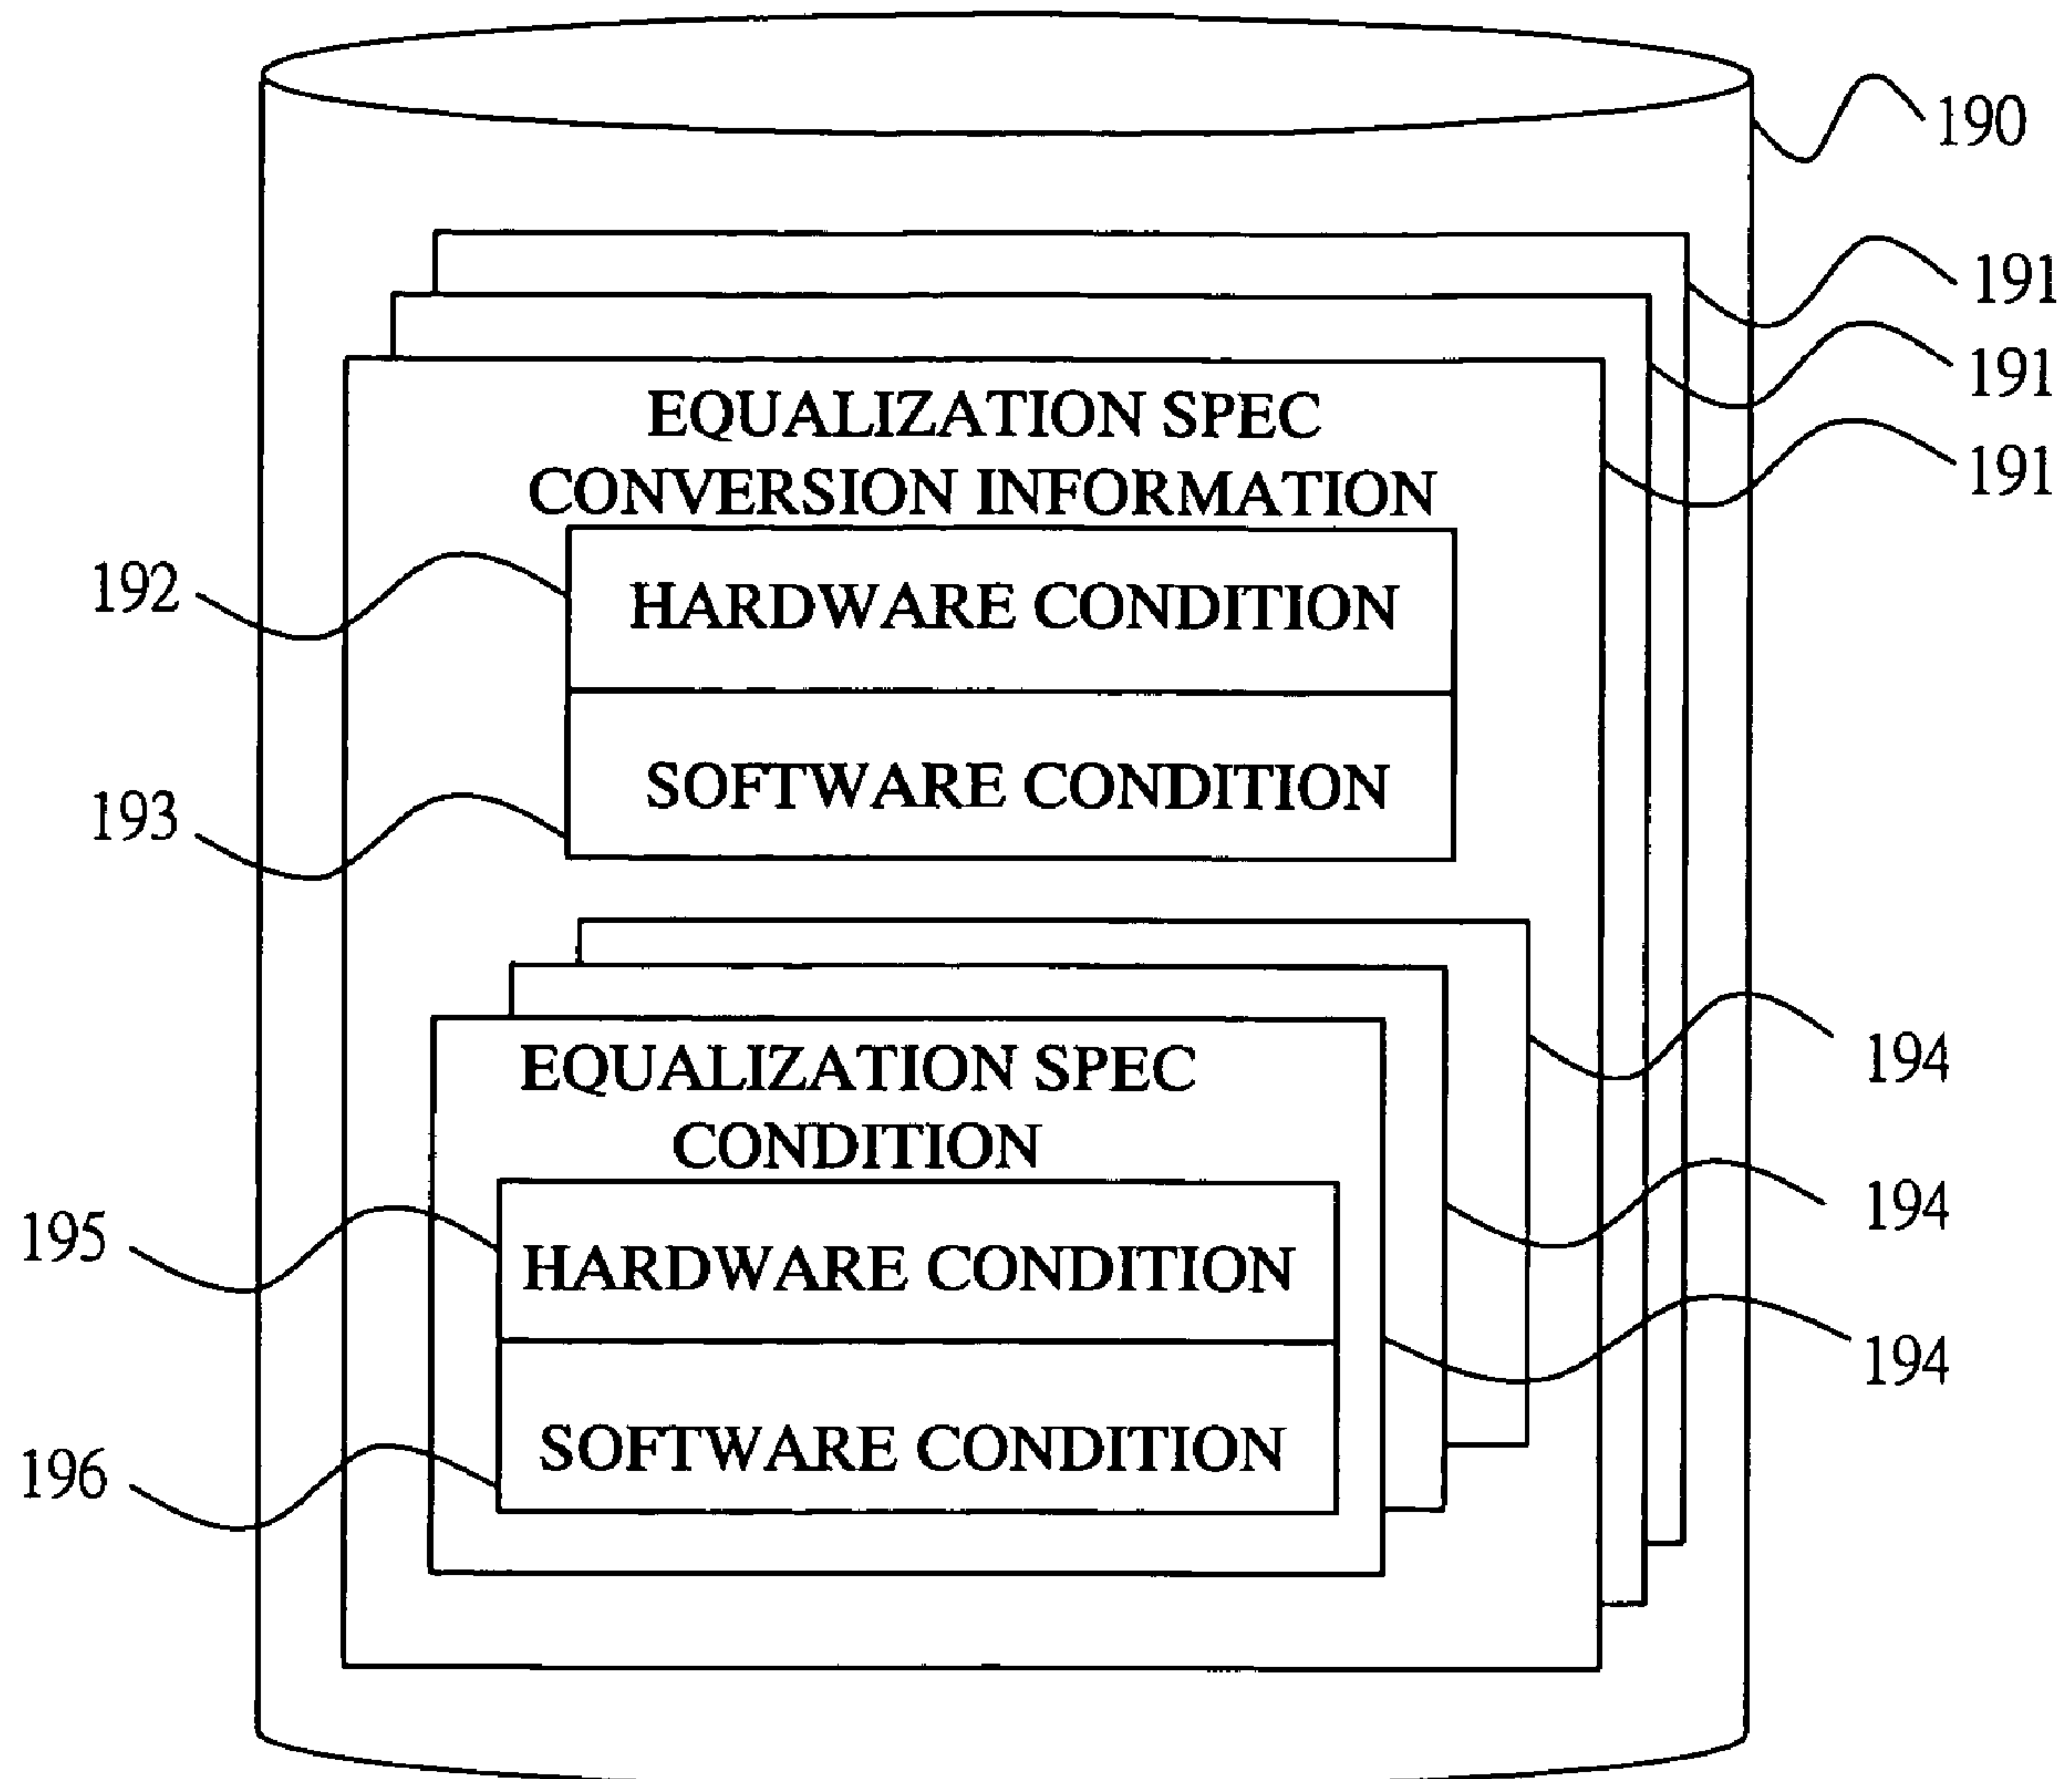 190
191
191
EQUALIZATION SPEC
191
CONVERSION INFORMATION
192
HARDWARE CONDITION
193
SOFTWARE CONDITION
194
EQUALIZATION SPEC
CONDITION
194
195
HARDWARE CONDITION
194
196
SOFTWARE CONDITION